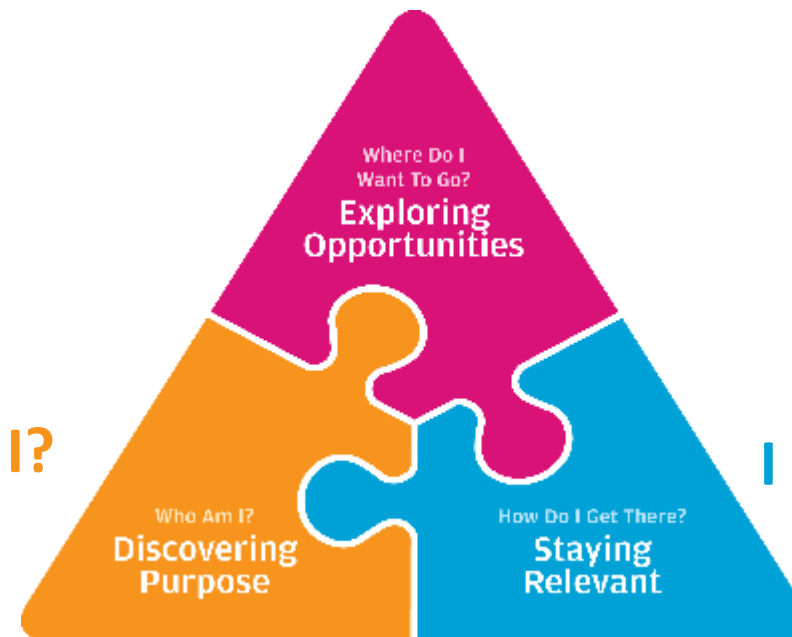 Where Do I
Want To Go?
Exploring
Opportunities
I?
I
Who Am I?
Discovering
Purpose
How Do I Get There?
Staying
Relevant